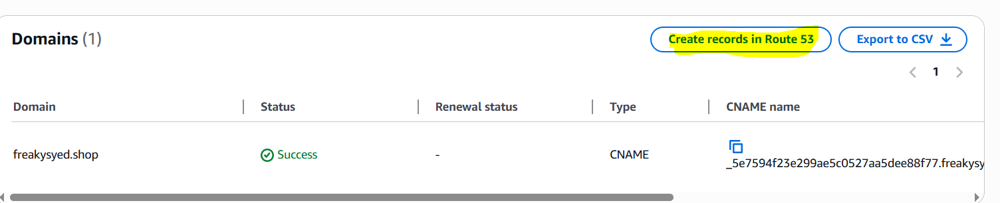 Domains (1)
Create records in Route 53
Export to CSV
1
Domain
Status
Renewal status
Type
CNAME name
freakysyed.shop
Success
-
CNAME
_5e7594f23e299ae5c0527aa5dee88f77.freakysy